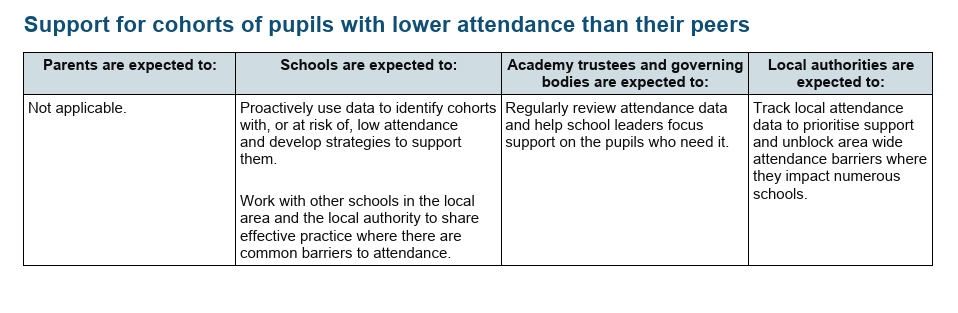 Support for cohorts of pupils with lower attendance than their peers
Parents are expected to:
Schools are expected to:
Academy trustees and governing
bodies are expected to:
Local authorities are
expected to:
Not applicable.
Proactively use data to identify cohorts
with, or at risk of, low attendance
and develop strategies to support
them.
Work with other schools in the local
area and the local authority to share
effective practice where there are
common barriers to attendance.
Regularly review attendance data
and help school leaders focus
support on the pupils who need it.
Track local attendance
data to prioritise support
and unblock area wide
attendance barriers where
they impact numerous
schools.